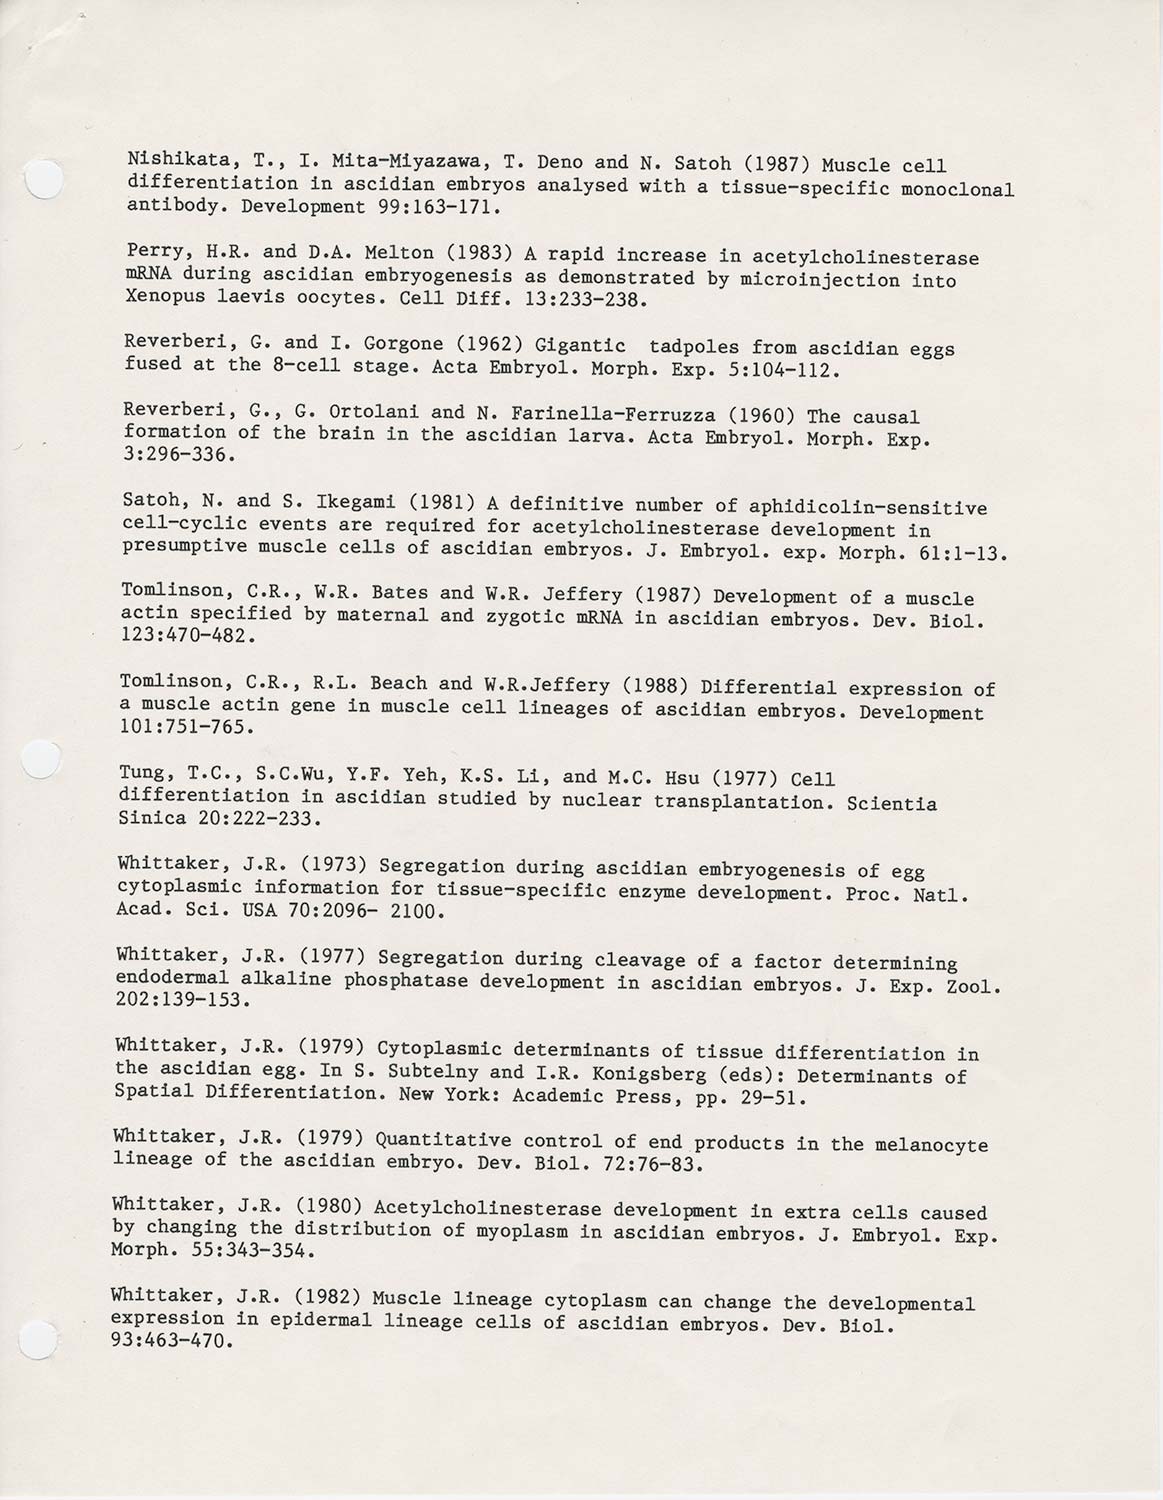 Nishikata, T., I. Mita-Miyazawa, T. Deno and N. Satoh (1987) Muscle cell
differentiation in ascidian embryos analysed with a tissue-specific monoclonal
antibody. Development 99:163-171.
Perry, H.R. and D.A. Melton (1983) A rapid increase in acetylcholinesterase
mRNA during ascidian embryogenesis as demonstrated by microinjection into
Xenopus laevis oocytes. Cell Diff. 13:233-238.
Reverberi, G. and I. Gorgone (1962) Gigantic  tadpoles from ascidian eggs
fused at the 8-cell stage. Acta Embryol. Morph. Exp. 5:104-112.
Reverberi, G., G. Ortolani and N. Farinella-Ferruzza (1960) The causal
formation of the brain in the ascidian larva. Acta Embryol. Morph. Exp.
3:296-336.
Satoh, N. and S. Ikegami (1981) A definitive number of aphidicolin-sensitive
cell-cyclic events are required for acetylcholinesterase development in
presumptive muscle cells of ascidian embryos. J. Embryol. exp. Morph. 61:1-13.
Tomlinson, C.R., W.R. Bates and W.R. Jeffery (1987) Development of a muscle
actin specified by maternal and zygotic mRNA in ascidian embryos. Dev. Biol.
123:470-482.
Tomlinson, C.R., R.L. Beach and W.R.Jeffery (1988) Differential expression of
a muscle actin gene in muscle cell lineages of ascidian embryos. Development
101:751-765.
Tung, T.C., S.C.Wu, Y.F. Yeh, K.S. Li, and M.C. Hsu (1977) Cell
differentiation in ascidian studied by nuclear transplantation. Scientia
Sinica 20:222-233.
Whittaker, J.R. (1973) Segregation during ascidian embryogenesis of egg
cytoplasmic information for tissue-specific enzyme development. Proc. Natl.
Acad. Sci. USA 70:2096- 2100.
Whittaker, J.R. (1977) Segregation during cleavage of a factor determining
endodermal alkaline phosphatase development in ascidian embryos. J. Exp. Zool.
202:139-153.
Whittaker, J.R. (1979) Cytoplasmic determinants of tissue differentiation in
the ascidian egg. In S. Subtelny and I.R. Konigsberg (eds): Determinants of
Spatial Differentiation. New York: Academic Press, pp. 29-51.
Whittaker, J.R. (1979) Quantitative control of end products in the melanocyte
lineage of the ascidian embryo. Dev. Biol. 72:76-83.
Whittaker, J.R. (1980) Acetylcholinesterase development in extra cells caused
by changing the distribution of myoplasm in ascidian embryos. J. Embryol. Exp.
Morph. 55:343-354.
Whittaker, J.R. (1982) Muscle lineage cytoplasm can change the developmental
expression in epidermal lineage cells of ascidian embryos. Dev. Biol.
93:463-470.